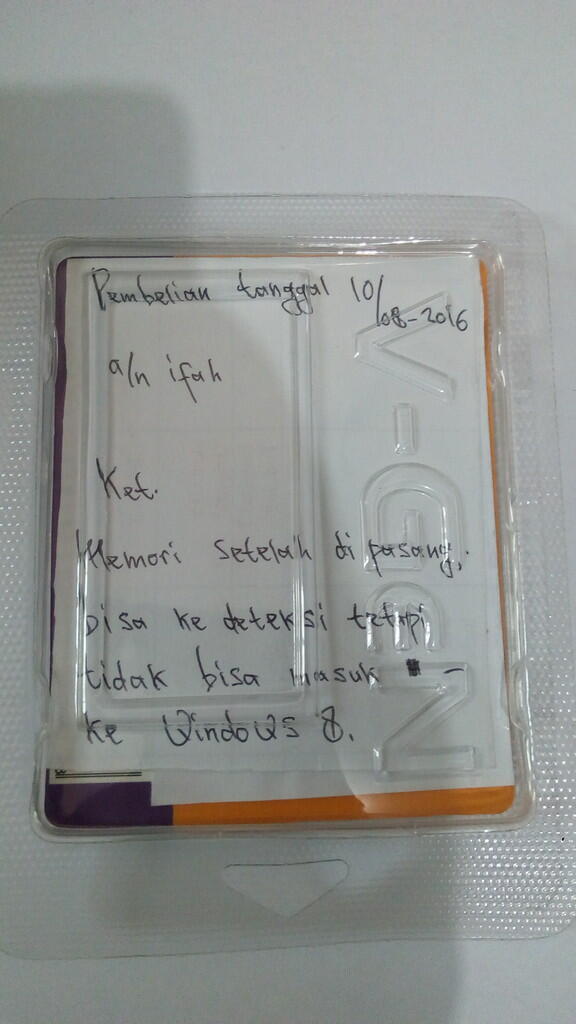 Pembelian tanggal 10/08-2016
a/n ifah
Ket.
Memori setelah di pasang,
bisa ke deteksi tetapi
tidak bisa masuk -
ke Windows 8.
V-GeN